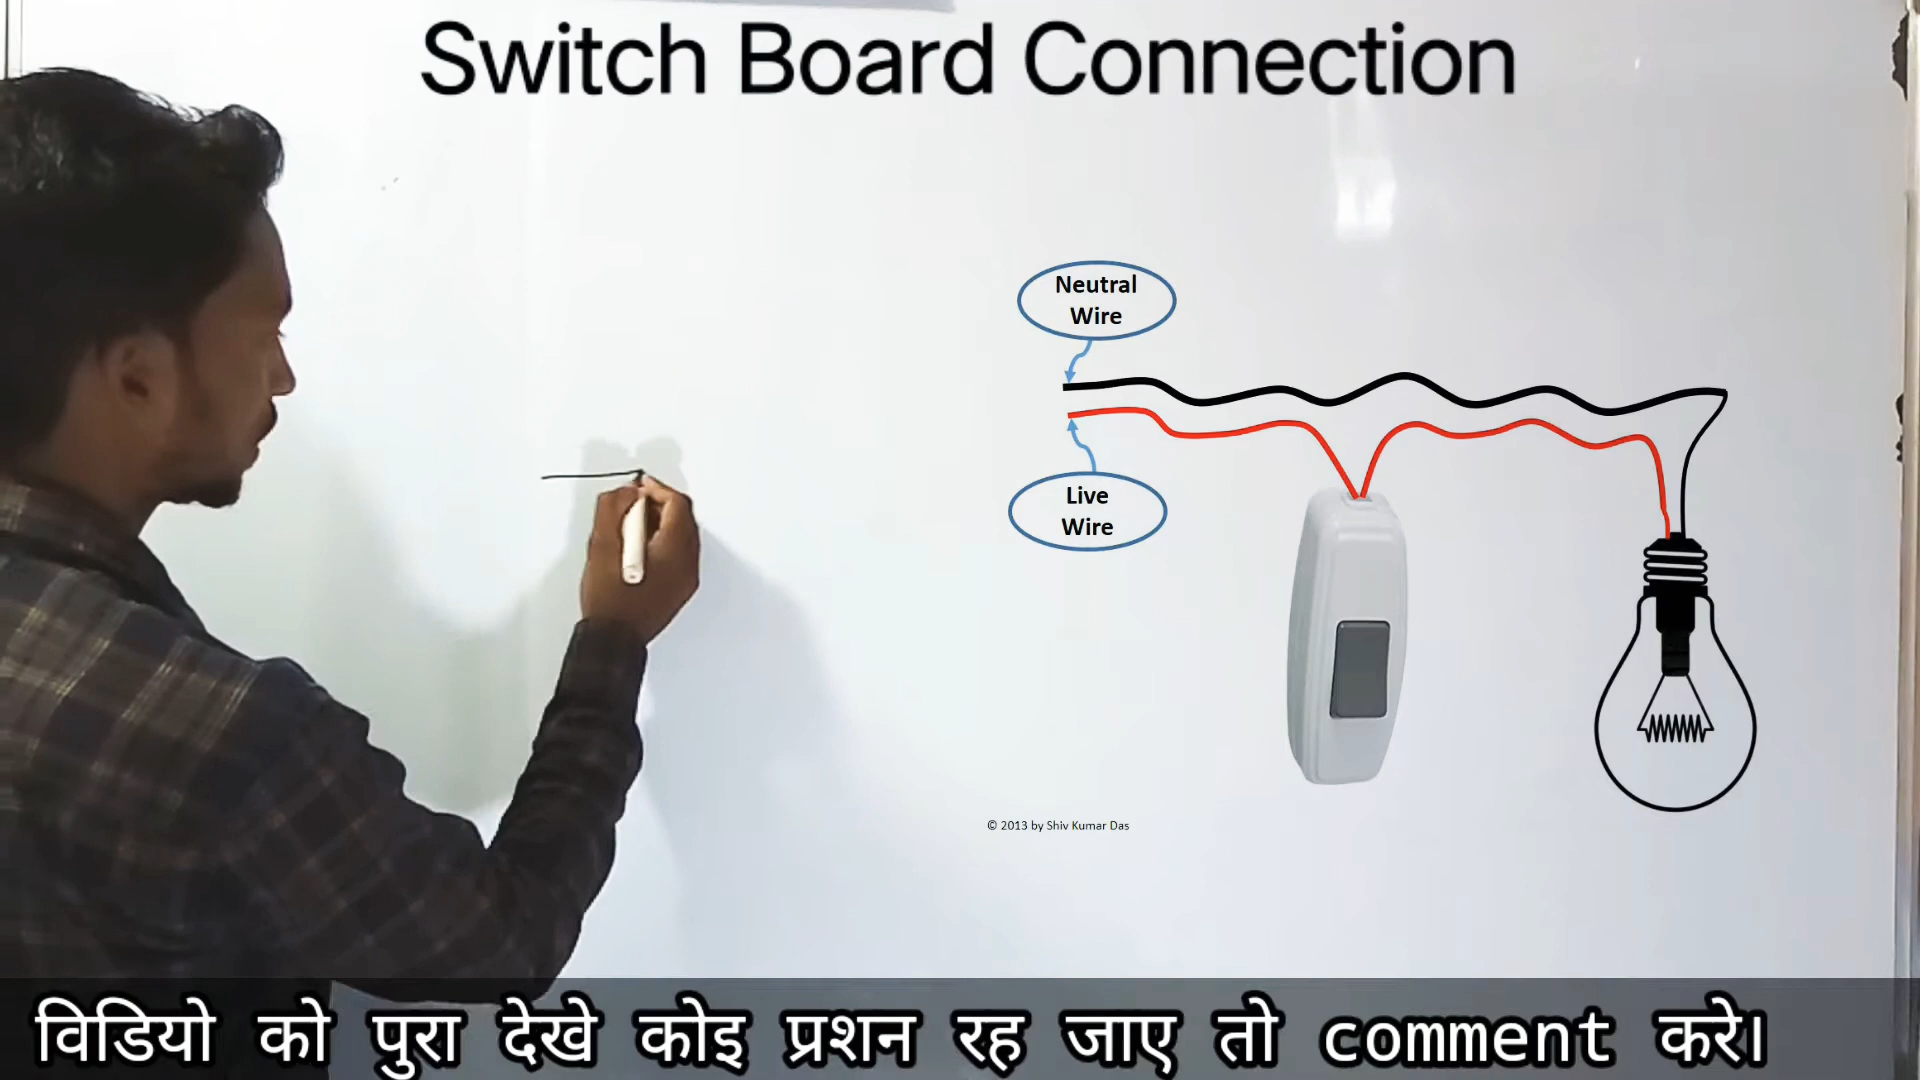 Switch Board Connection
Neutral
Wire
Live
Wire
© 2013 by Shiv Kumar Das
विडियो को पुरा देखे कोइ प्रशन रह जाए तो comment करे।